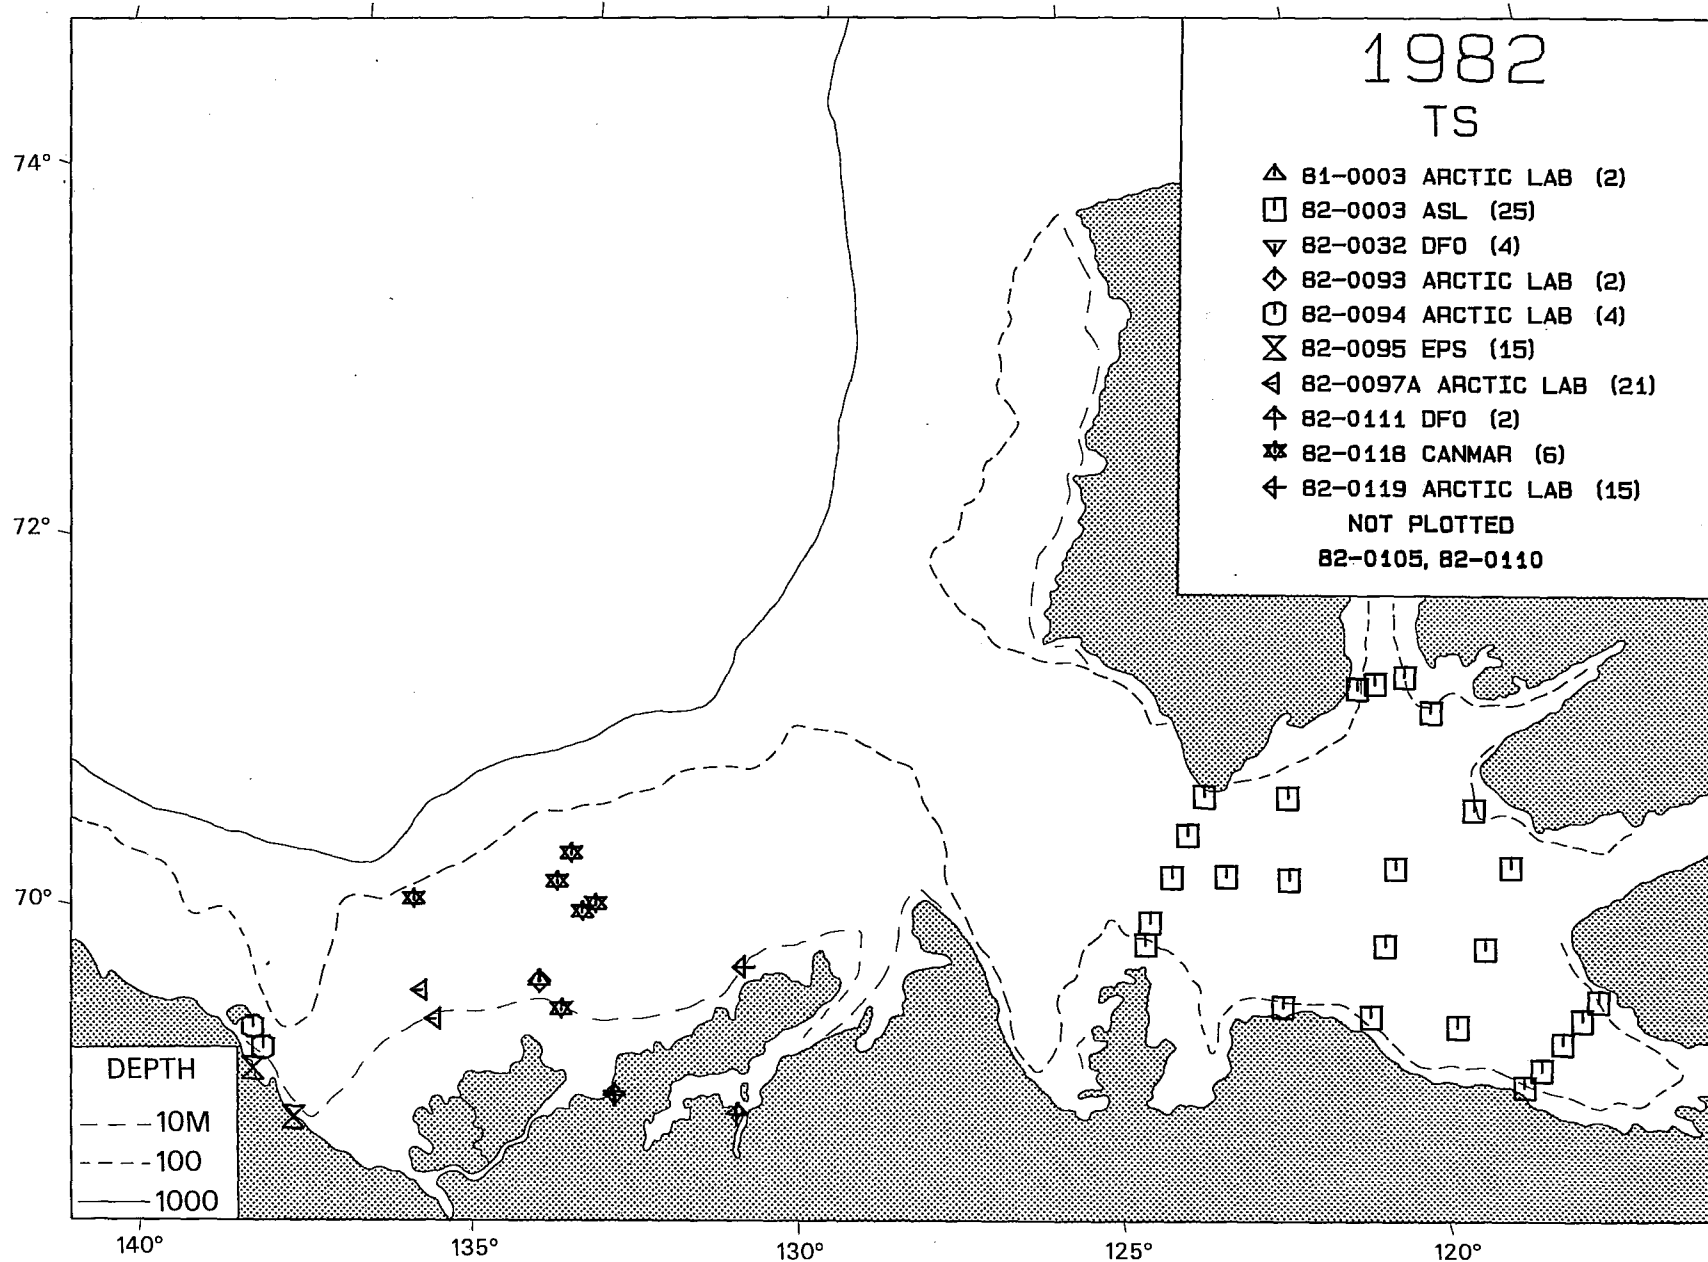 1982
TS
81-0003 ARCTIC LAB (2)
82-0003 ASL (25)
82-0032 DFO (4)
82-0093 ARCTIC LAB (2)
82-0094 ARCTIC LAB (4)
82-0095 EPS (15)
82-0097A ARCTIC LAB (21)
82-0111 DFO (2)
82-0118 CANMAR (6)
82-0119 ARCTIC LAB (15)
NOT PLOTTED
82-0105, 82-0110
74°
72°
70°
DEPTH
10M
100
1000
140°
135°
130°
125°
120°